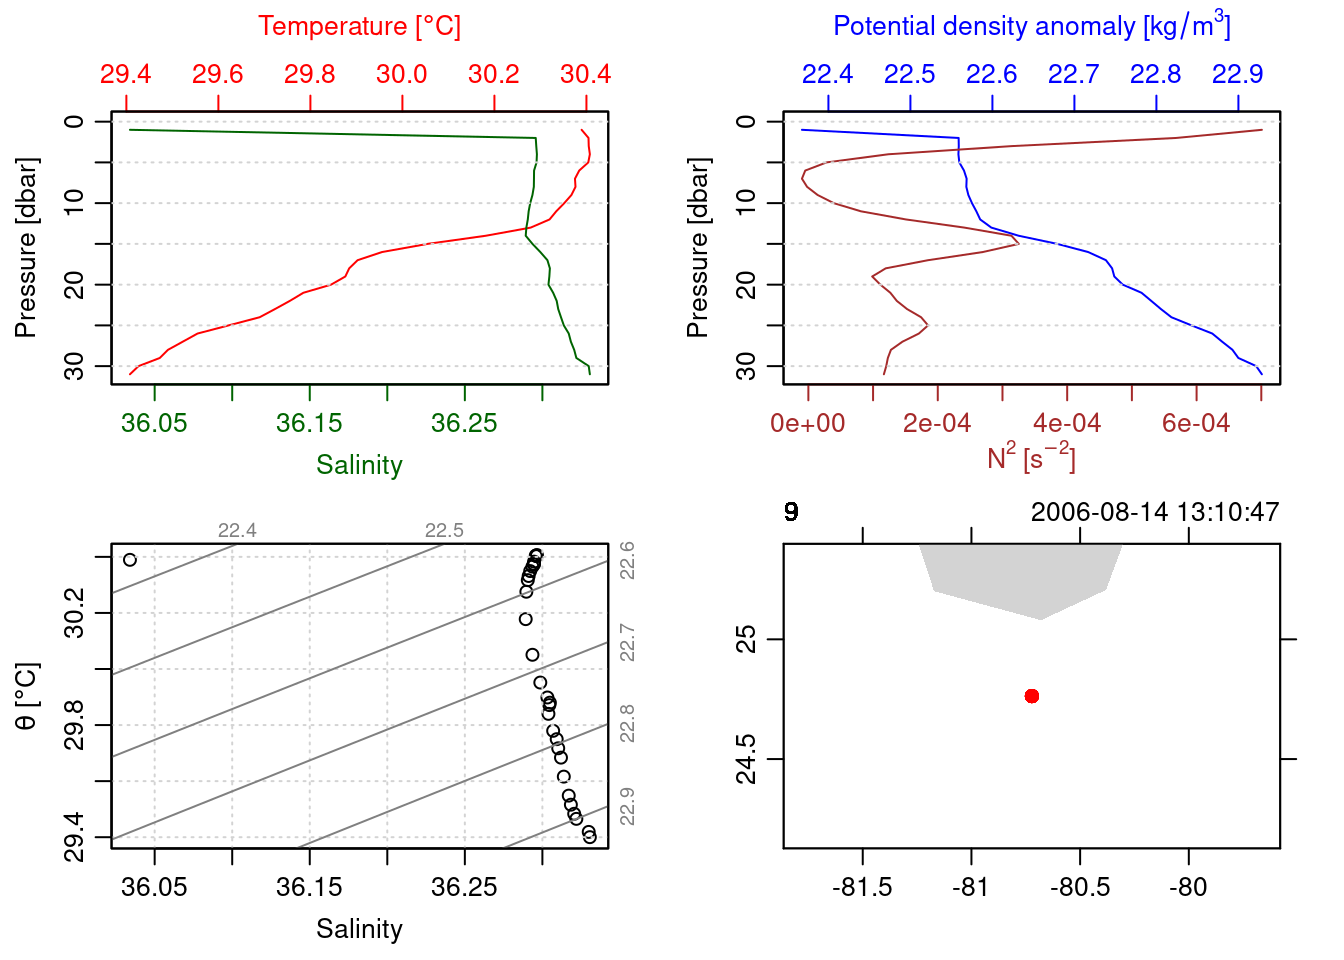 Temperature [°C]
29.4 29.6 29.8 30.0 30.2 30.4
Pressure [dbar]
0
10
20
30
36.05 36.15 36.25
Salinity
Potential density anomaly [kg/m³]
22.4 22.5 22.6 22.7 22.8 22.9
Pressure [dbar]
0
10
20
30
0e+00 2e-04 4e-04 6e-04
N² [s⁻²]
22.4 22.5
22.6
22.7
22.8
22.9
θ [°C]
30.2
29.8
29.4
36.05 36.15 36.25
Salinity
2006-08-14 13:10:47
25
24.5
-81.5 -81 -80.5 -80